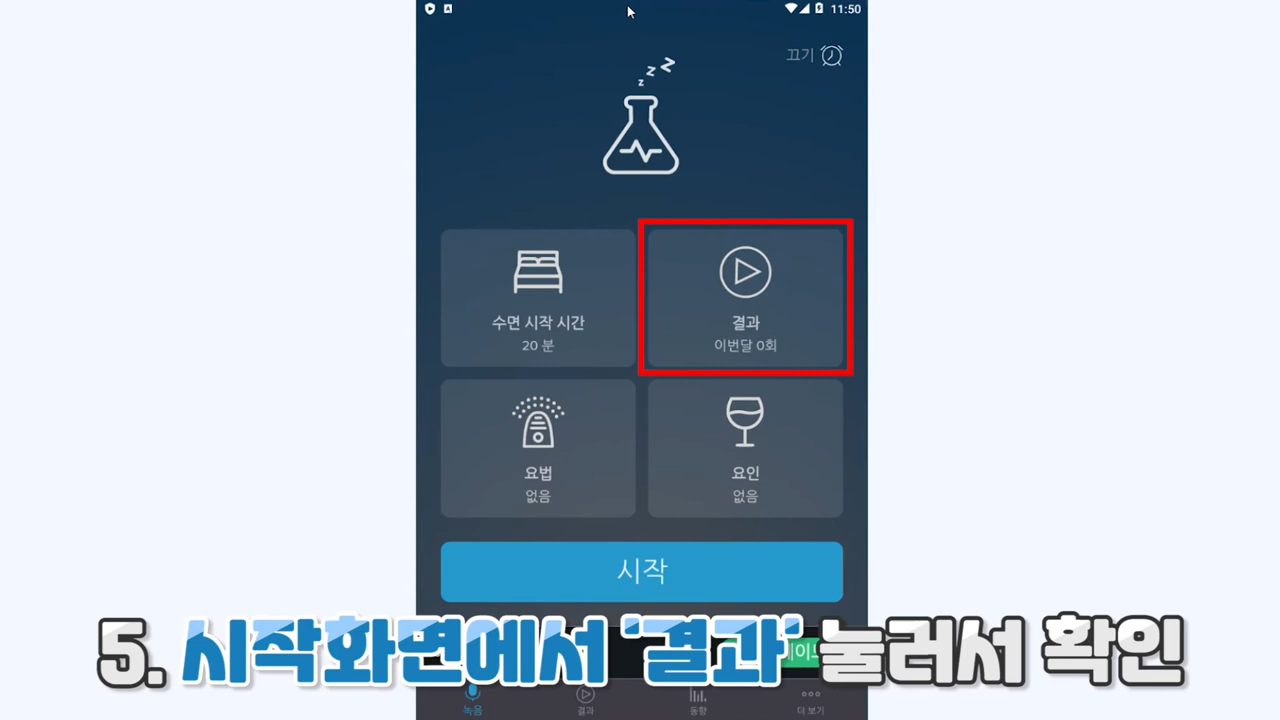 11:50
끄기
z z z
수면 시작 시간
20 분
결과
이번달 0회
요법
없음
요인
없음
시작
5. 시작화면에서 '결과' 눌러서 확인
녹음
결과
동향
더 보기